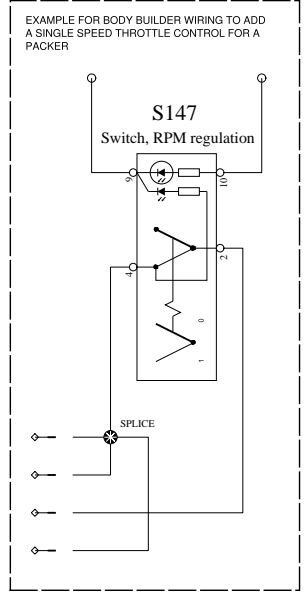 EXAMPLE FOR BODY BUILDER WIRING TO ADD
A SINGLE SPEED THROTTLE CONTROL FOR A
PACKER
S147
Switch, RPM regulation
9
10
4
2
0
1
SPLICE